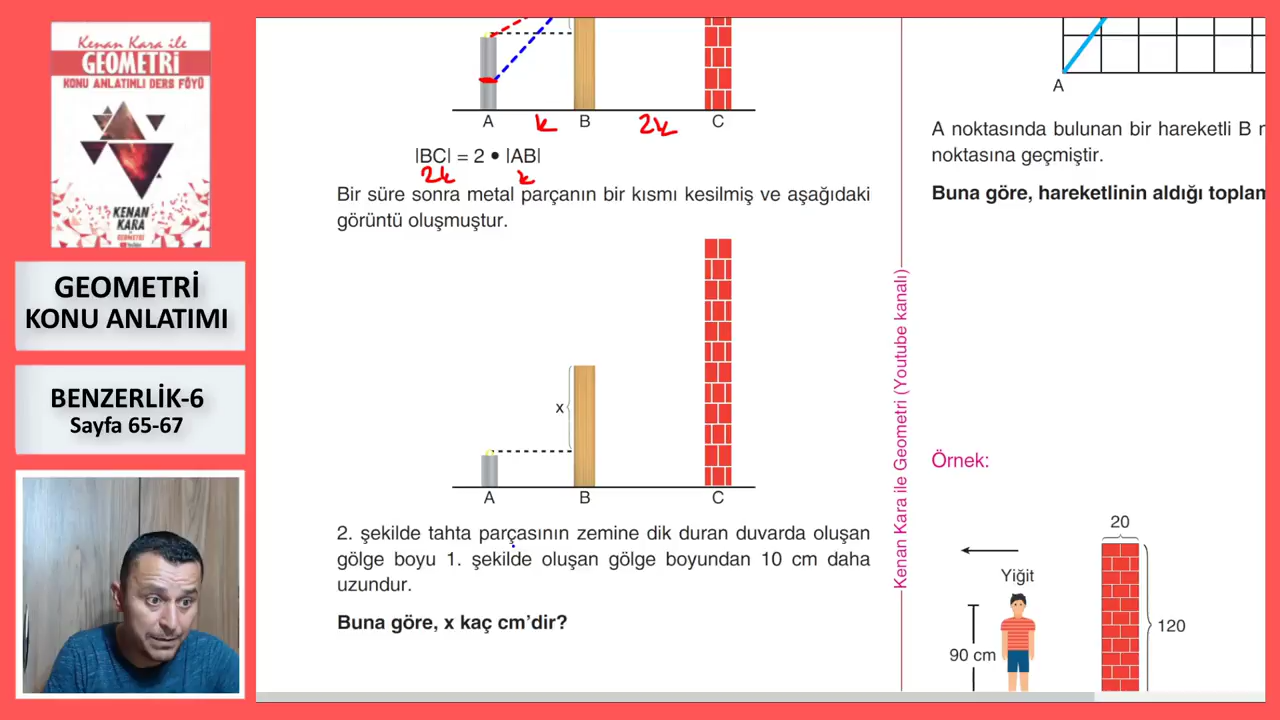 Kenan Kara ile
GEOMETRİ
KONU ANLATIMLI DERS FÖYÜ
KENAN
KARA
GEOMETRİ
KONU ANLATIMI
BENZERLİK-6
Sayfa 65-67
A k B 2k C
|BC| = 2 • |AB|
2k k
Bir süre sonra metal parçanın bir kısmı kesilmiş ve aşağıdaki
görüntü oluşmuştur.
x
A B C
2. şekilde tahta parçasının zemine dik duran duvarda oluşan
gölge boyu 1. şekilde oluşan gölge boyundan 10 cm daha
uzundur.
Buna göre, x kaç cm'dir?
Kenan Kara ile Geometri (Youtube kanalı)
A
A noktasında bulunan bir hareketli B
noktasına geçmiştir.
Buna göre, hareketlinin aldığı toplam
Örnek:
20
Yiğit
120
90 cm